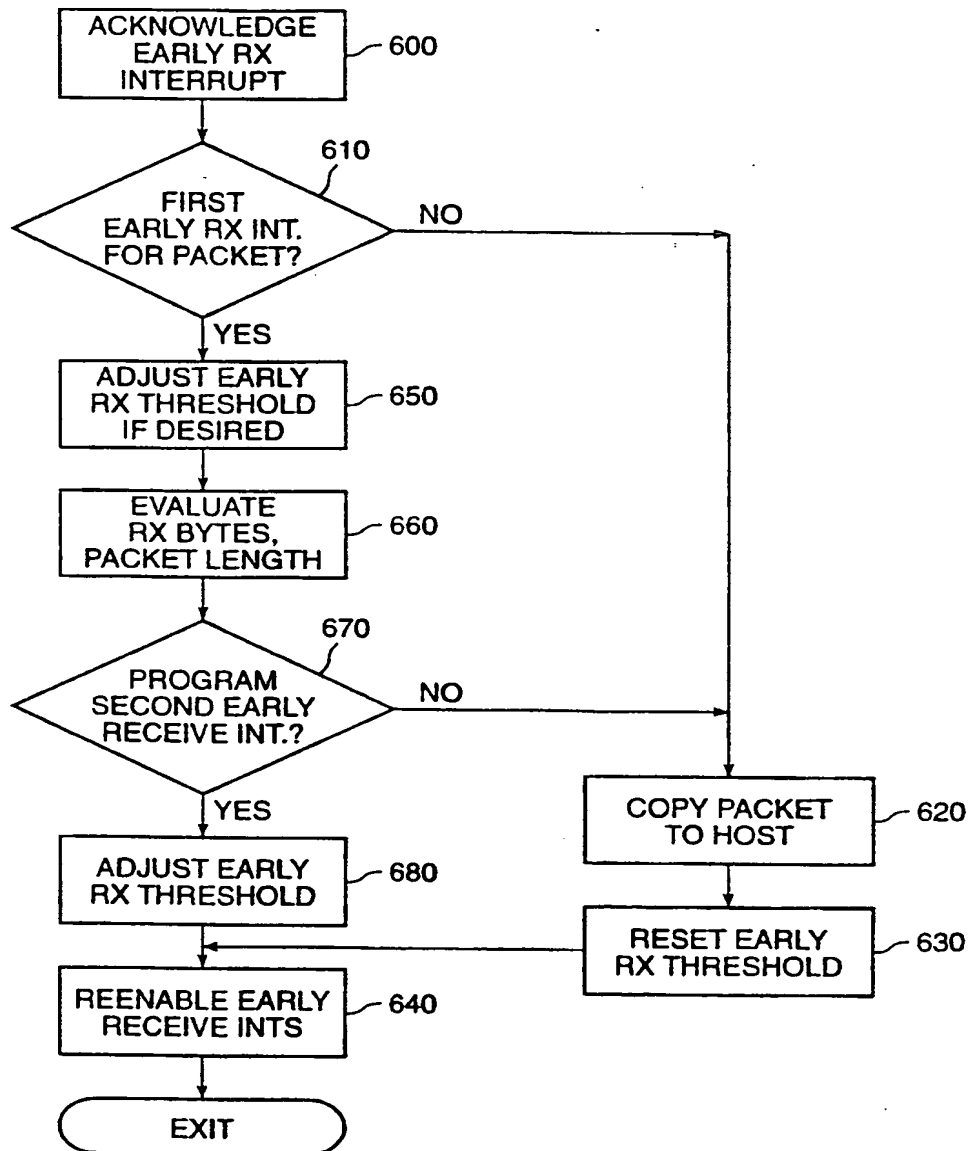 ACKNOWLEDGE
EARLY RX
INTERRUPT
600
610
FIRST
EARLY RX INT.
FOR PACKET?
NO
YES
ADJUST EARLY
RX THRESHOLD
IF DESIRED
650
EVALUATE
RX BYTES,
PACKET LENGTH
660
670
PROGRAM
SECOND EARLY
RECEIVE INT.?
NO
YES
COPY PACKET
TO HOST
620
ADJUST EARLY
RX THRESHOLD
680
RESET EARLY
RX THRESHOLD
630
REENABLE EARLY
RECEIVE INTS
640
EXIT